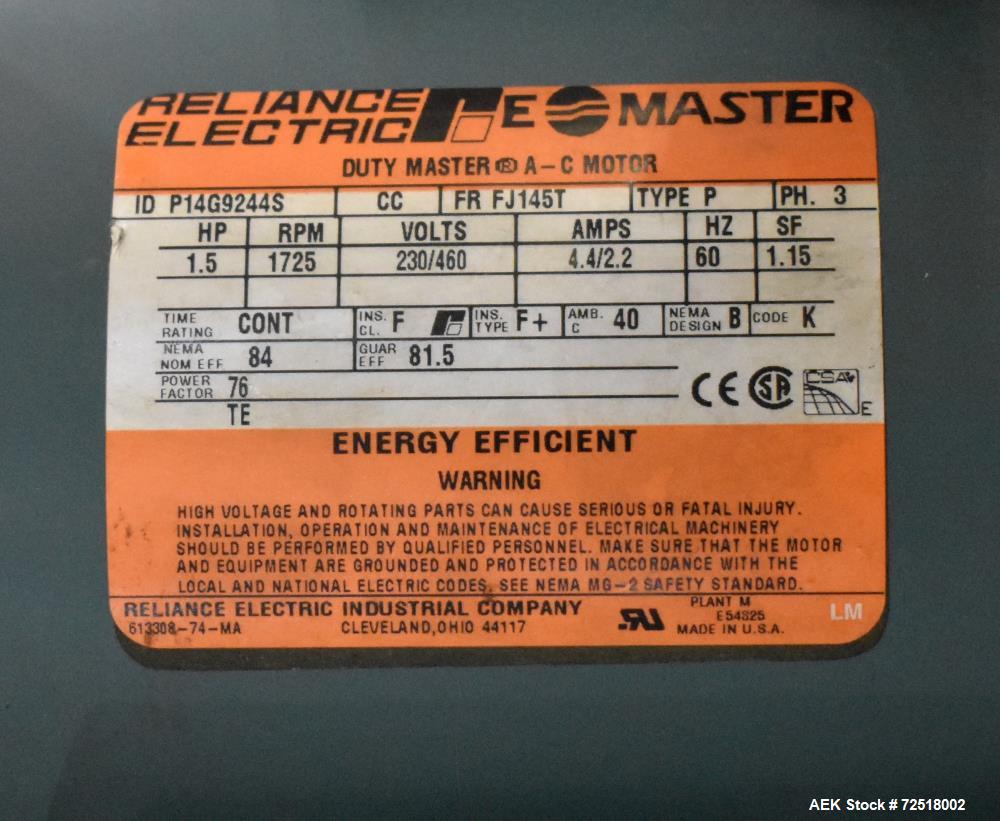 RELIANCE
ELECTRIC
E MASTER
DUTY MASTER ® A-C MOTOR
ID P14G9244S CC FR FJ145T TYPE P PH. 3
HP RPM VOLTS AMPS HZ SF
1.5 1725 230/460 4.4/2.2 60 1.15
TIME RATING CONT INS. CL. F INS. TYPE F+ AMB. C 40 NEMA DESIGN B CODE K
NEMA NOM EFF 84 GUAR EFF 81.5
POWER FACTOR 76
TE
CE SA CSA E
ENERGY EFFICIENT
WARNING
HIGH VOLTAGE AND ROTATING PARTS CAN CAUSE SERIOUS OR FATAL INJURY.
INSTALLATION, OPERATION AND MAINTENANCE OF ELECTRICAL MACHINERY
SHOULD BE PERFORMED BY QUALIFIED PERSONNEL. MAKE SURE THAT THE MOTOR
AND EQUIPMENT ARE GROUNDED AND PROTECTED IN ACCORDANCE WITH THE
LOCAL AND NATIONAL ELECTRIC CODES. SEE NEMA MG-2 SAFETY STANDARD.
RELIANCE ELECTRIC INDUSTRIAL COMPANY
613308-74-MA CLEVELAND, OHIO 44117
RU
PLANT M
E54825
MADE IN U.S.A.
LM
AEK Stock # 72518002